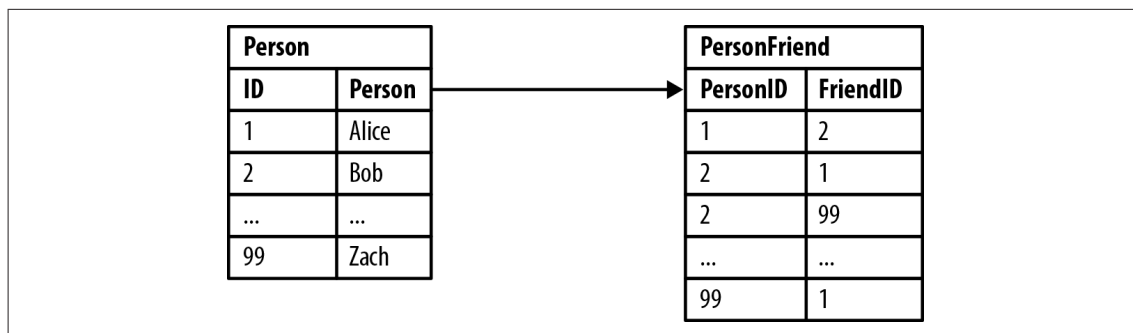 Person
ID Person
1 Alice
2 Bob
... ...
99 Zach
PersonFriend
PersonID FriendID
1 2
2 1
2 99
... ...
99 1